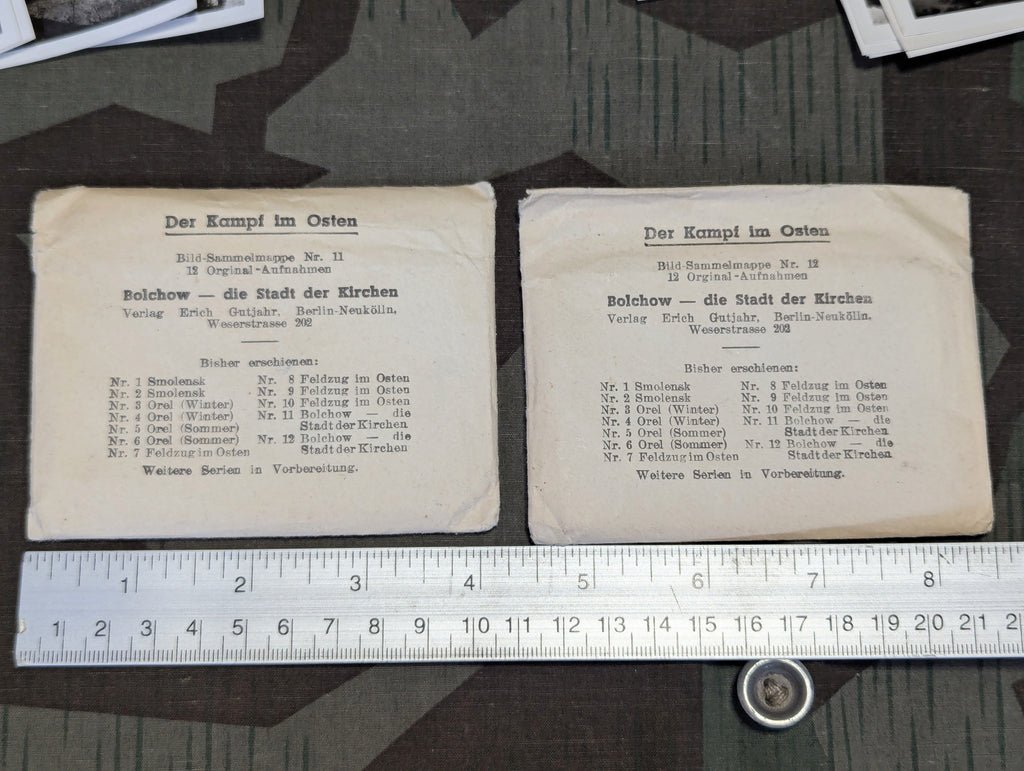 Der Kampf im Osten
Bild-Sammelmappe Nr. 11
12 Orginal-Aufnahmen
Bolchow — die Stadt der Kirchen
Verlag Erich Gutjahr, Berlin-Neukölln,
Weserstrasse 202
Bisher erschienen:
Nr. 1 Smolensk
Nr. 2 Smolensk
Nr. 3 Orel (Winter)
Nr. 4 Orel (Winter)
Nr. 5 Orel (Sommer)
Nr. 6 Orel (Sommer)
Nr. 7 Feldzug im Osten
Nr. 8 Feldzug im Osten
Nr. 9 Feldzug im Osten
Nr. 10 Feldzug im Osten
Nr. 11 Bolchow — die
Stadt der Kirchen
Nr. 12 Bolchow — die
Stadt der Kirchen
Weitere Serien in Vorbereitung.
Der Kampf im Osten
Bild-Sammelmappe Nr. 12
12 Orginal-Aufnahmen
Bolchow — die Stadt der Kirchen
Verlag Erich Gutjahr, Berlin-Neukölln,
Weserstrasse 202
Bisher erschienen:
Nr. 1 Smolensk
Nr. 2 Smolensk
Nr. 3 Orel (Winter)
Nr. 4 Orel (Winter)
Nr. 5 Orel (Sommer)
Nr. 6 Orel (Sommer)
Nr. 7 Feldzug im Osten
Nr. 8 Feldzug im Osten
Nr. 9 Feldzug im Osten
Nr. 10 Feldzug im Osten
Nr. 11 Bolchow — die
Stadt der Kirchen
Nr. 12 Bolchow — die
Stadt der Kirchen
Weitere Serien in Vorbereitung.
1 2 3 4 5 6 7 8
1 2 3 4 5 6 7 8 9 10 11 12 13 14 15 16 17 18 19 20 21 2